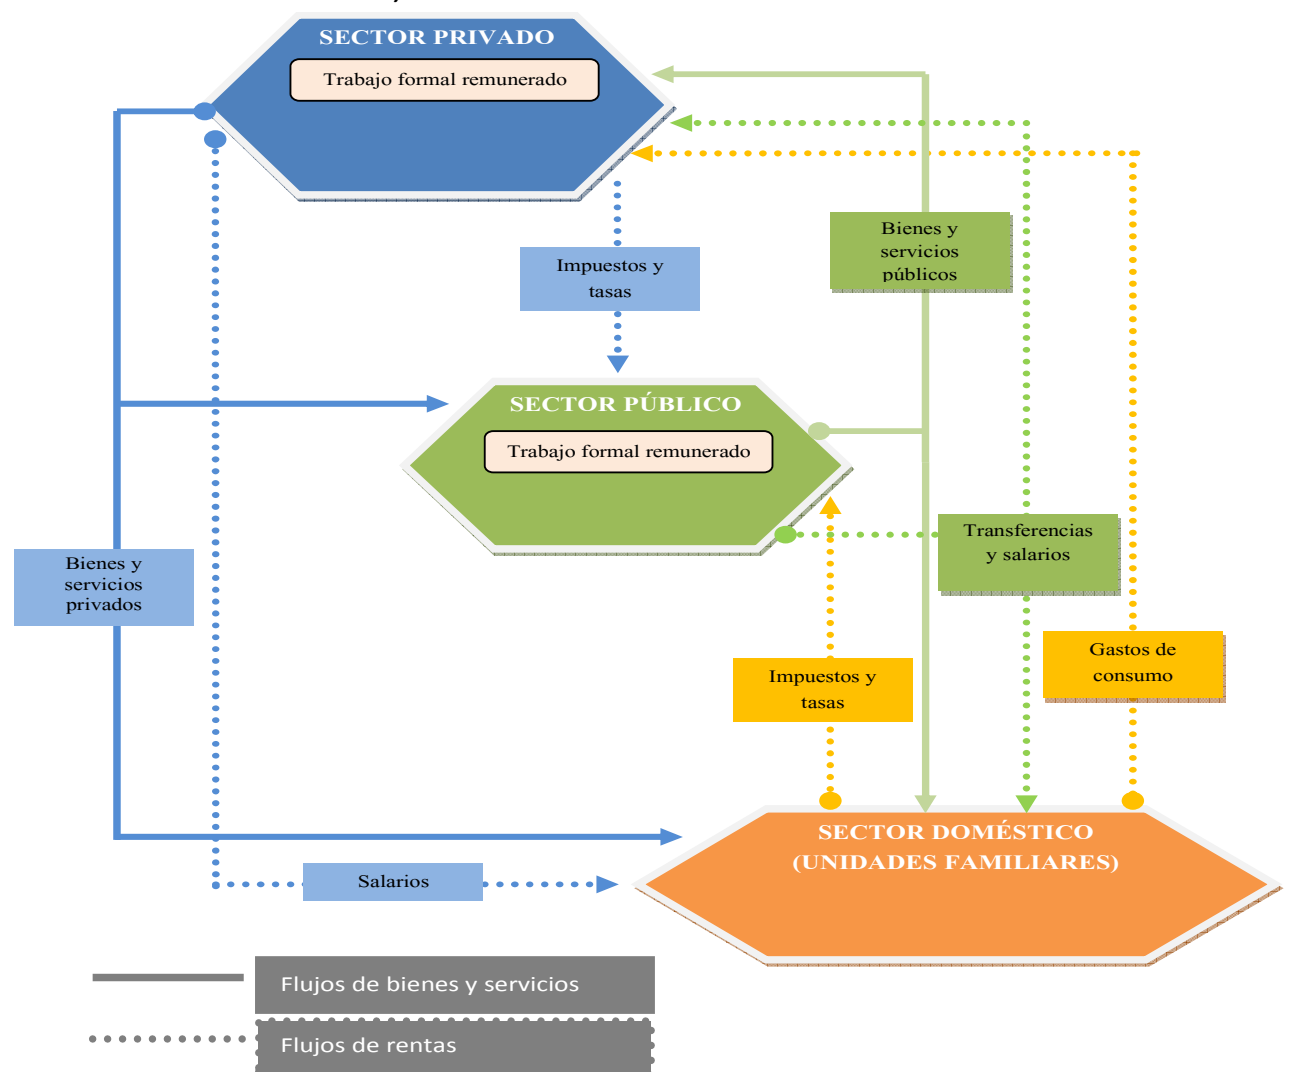 SECTOR PRIVADO
Trabajo formal remunerado
Bienes y
servicios
públicos
Impuestos y
tasas
SECTOR PÚBLICO
Trabajo formal remunerado
Transferencias
y salarios
Bienes y
servicios
privados
Gastos de
consumo
Impuestos y
tasas
SECTOR DOMÉSTICO
(UNIDADES FAMILIARES)
Salarios
Flujos de bienes y servicios
Flujos de rentas